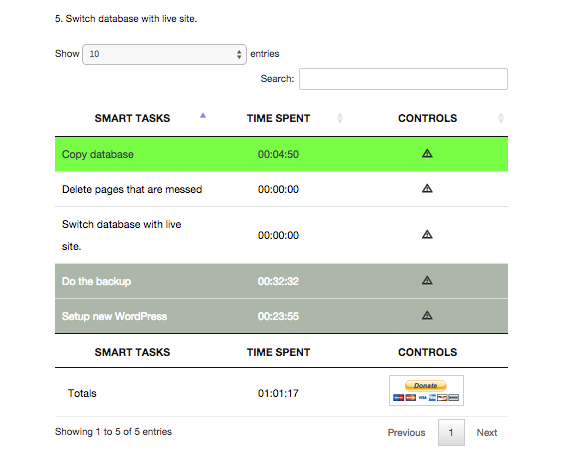 5. Switch database with live site.
Show 10 entries
Search:
SMART TASKS TIME SPENT CONTROLS
Copy database 00:04:50
Delete pages that are messed 00:00:00
Switch database with live
site. 00:00:00
Do the backup 00:32:32
Setup new WordPress 00:23:55
SMART TASKS TIME SPENT CONTROLS
Totals 01:01:17 Donate
VISA
Showing 1 to 5 of 5 entries Previous 1 Next